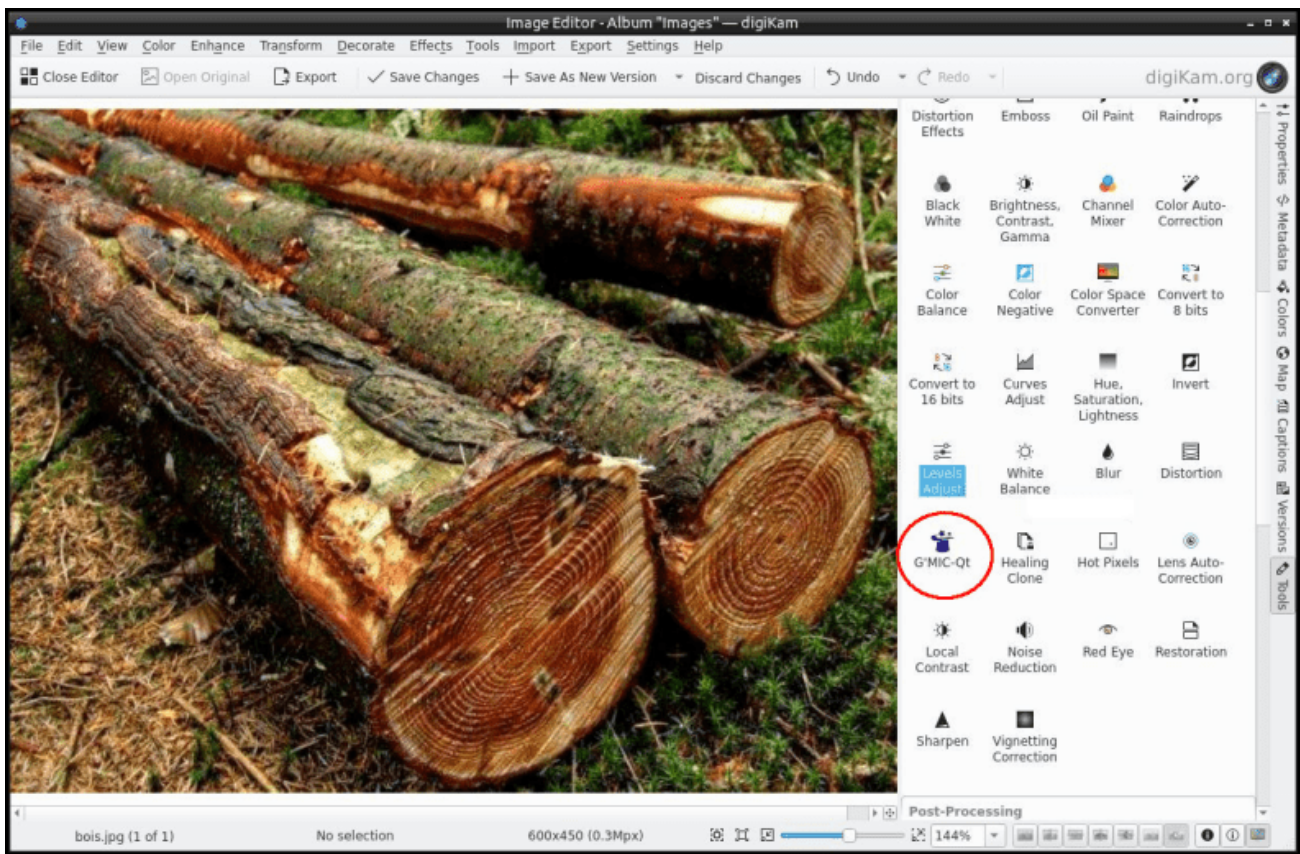 Image Editor - Album "Images" — digiKam
File Edit View Color Enhance Transform Decorate Effects Tools Import Export Settings Help
Close Editor Open Original Export Save Changes Save As New Version Discard Changes Undo Redo digiKam.org
Distortion Effects
Emboss
Oil Paint
Raindrops
Black White
Brightness, Contrast, Gamma
Channel Mixer
Color Auto-Correction
Color Balance
Color Negative
Color Space Converter
Convert to 8 bits
Convert to 16 bits
Curves Adjust
Hue, Saturation, Lightness
Invert
Levels Adjust
White Balance
Blur
Distortion
G'MIC-Qt
Healing Clone
Hot Pixels
Lens Auto-Correction
Local Contrast
Noise Reduction
Red Eye
Restoration
Sharpen
Vignetting Correction
Post-Processing
Properties
Metadata
Colors
Map
Captions
Versions
Tools
bois.jpg (1 of 1) No selection 600x450 (0.3Mpx) 144%